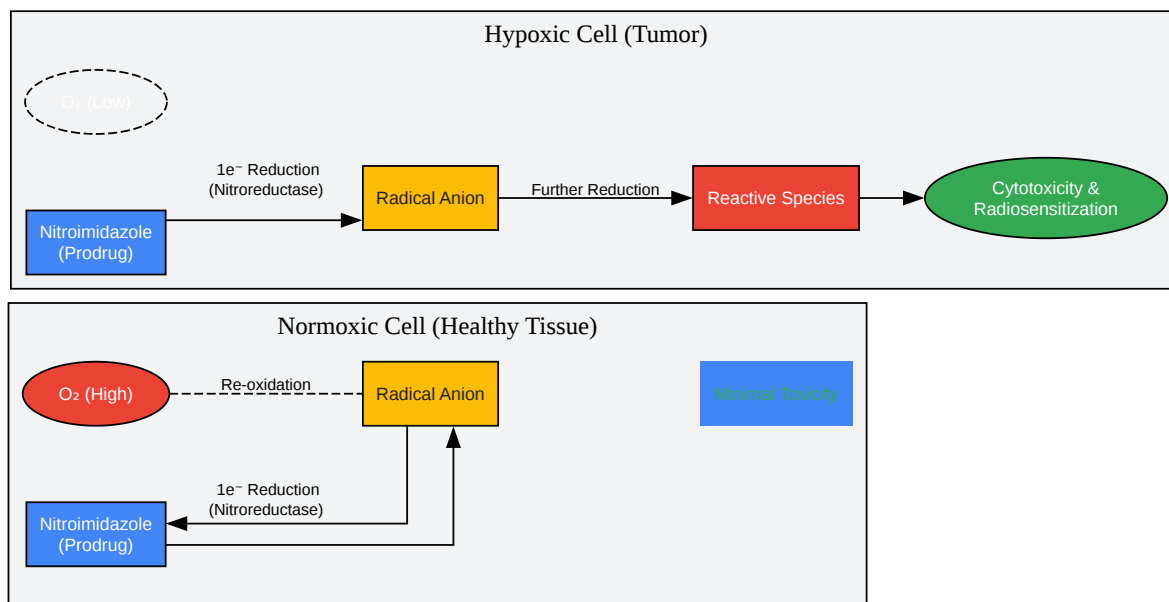 Hypoxic Cell (Tumor)
O₂ (Low)
1e⁻ Reduction
(Nitroreductase)
Radical Anion
Further Reduction
Reactive Species
Cytotoxicity &
Radiosensitization
Nitroimidazole
(Prodrug)
Normoxic Cell (Healthy Tissue)
O₂ (High)
Re-oxidation
Radical Anion
Minimal Toxicity
1e⁻ Reduction
(Nitroreductase)
Nitroimidazole
(Prodrug)